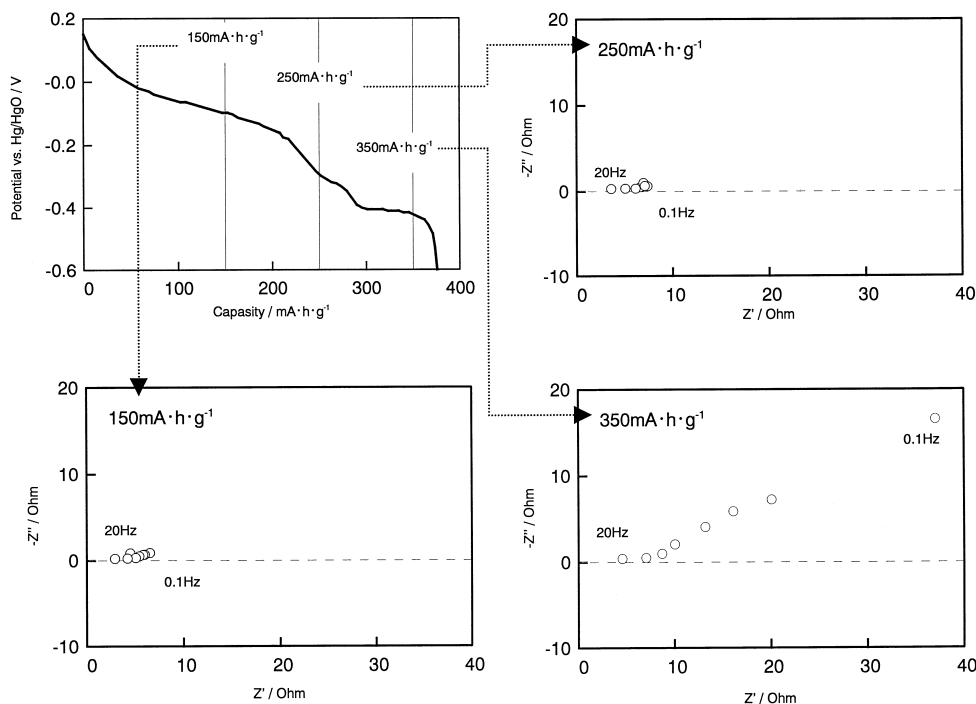 0.2
-0.0
-0.2
-0.4
-0.6
Potential vs. Hg/HgO / V
0 100 200 300 400
Capasity / mA·h·g-1
150mA·h·g-1
250mA·h·g-1
350mA·h·g-1
250mA·h·g-1
20
10
0
-10
-Z" / Ohm
20Hz
0.1Hz
0 10 20 30 40
Z' / Ohm
150mA·h·g-1
20
10
0
-10
-Z" / Ohm
20Hz
0.1Hz
0 10 20 30 40
Z' / Ohm
350mA·h·g-1
20
10
0
-10
-Z" / Ohm
20Hz
0.1Hz
0 10 20 30 40
Z' / Ohm